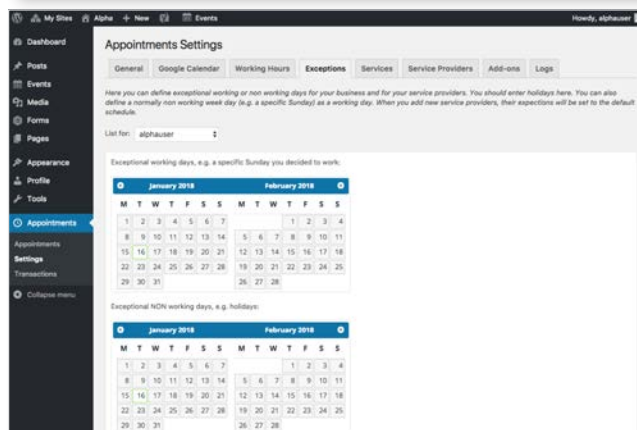 My Sites Alpha + New Events Howdy, alphauser
Dashboard
Posts
Events
Media
Forms
Pages
Appearance
Profile
Tools
Appointments
Appointments
Settings
Transactions
Collapse menu
Appointments Settings
General Google Calendar Working Hours Exceptions Services Service Providers Add-ons Logs
Here you can define exceptional working or non working days for your business and for your service providers. You should enter holidays here. You can also
define a normally non working week day (e.g. a specific Sunday) as a working day. When you add new service providers, their expections will be set to the default
schedule.
List for: alphauser
Exceptional working days, e.g. a specific Sunday you decided to work:
January 2018 February 2018
M T W T F S S M T W T F S S
1 2 3 4 5 6 7 1 2 3 4
8 9 10 11 12 13 14 5 6 7 8 9 10 11
15 16 17 18 19 20 21 12 13 14 15 16 17 18
22 23 24 25 26 27 28 19 20 21 22 23 24 25
29 30 31 26 27 28
Exceptional NON working days, e.g. holidays:
January 2018 February 2018
M T W T F S S M T W T F S S
1 2 3 4 5 6 7 1 2 3 4
8 9 10 11 12 13 14 5 6 7 8 9 10 11
15 16 17 18 19 20 21 12 13 14 15 16 17 18
22 23 24 25 26 27 28 19 20 21 22 23 24 25
29 30 31 26 27 28